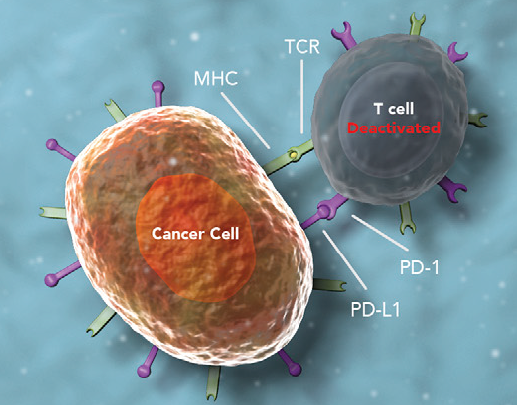 TCR
MHC
T cell
Deactivated
Cancer Cell
PD-1
PD-L1